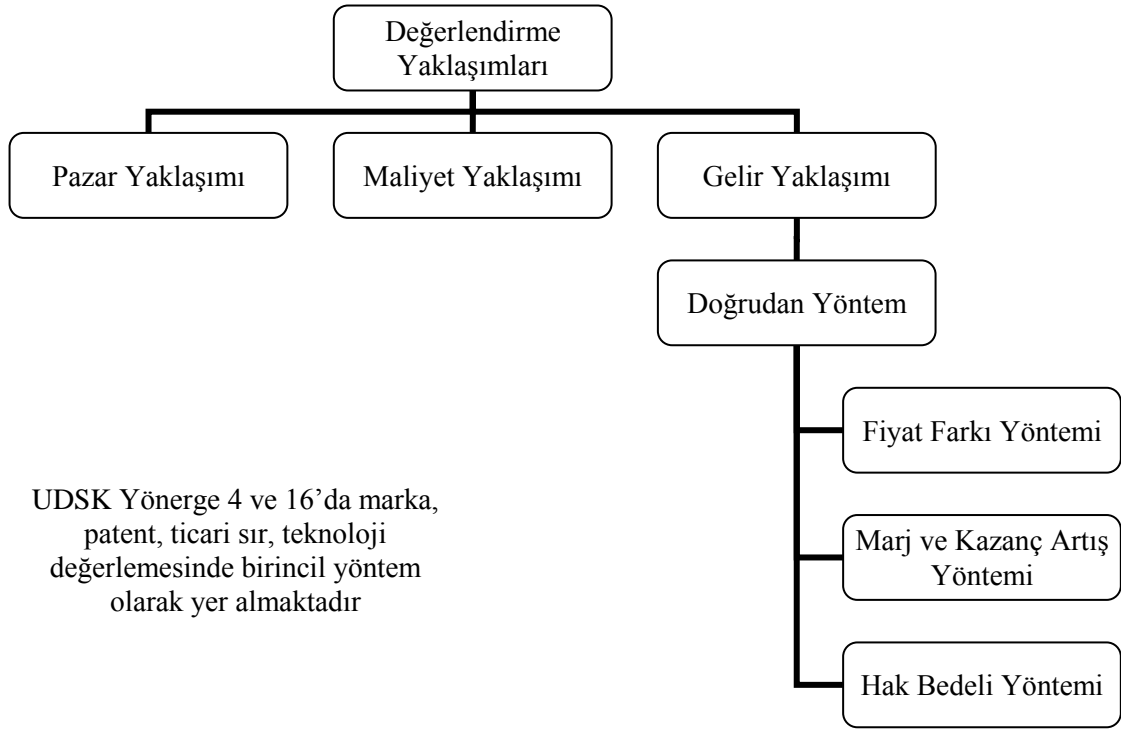 Değerlendirme
Yaklaşımları
Pazar Yaklaşımı
Maliyet Yaklaşımı
Gelir Yaklaşımı
Doğrudan Yöntem
Fiyat Farkı Yöntemi
UDSK Yönerge 4 ve 16’da marka,
patent, ticari sır, teknoloji
değerlemesinde birincil yöntem
olarak yer almaktadır
Marj ve Kazanç Artış
Yöntemi
Hak Bedeli Yöntemi